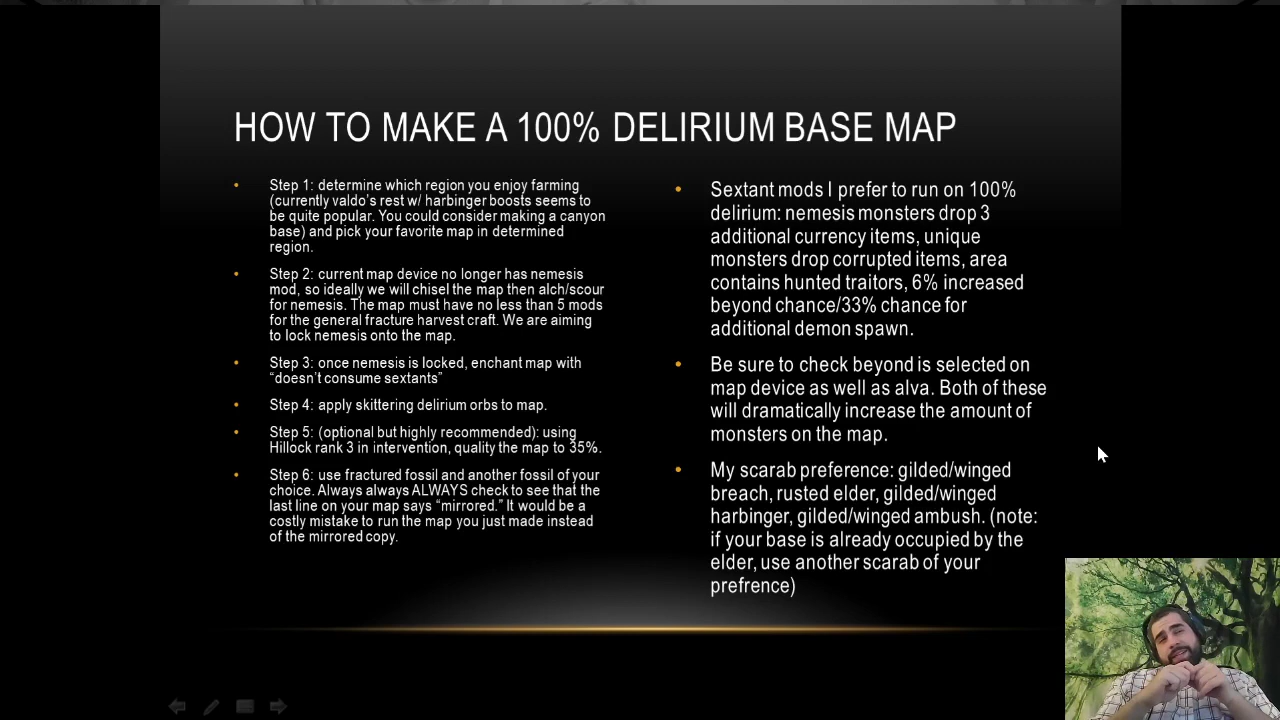 HOW TO MAKE A 100% DELIRIUM BASE MAP
• Step 1: determine which region you enjoy farming
(currently valdo's rest w/ harbinger boosts seems to
be quite popular. You could consider making a canyon
base) and pick your favorite map in determined
region.
• Step 2: current map device no longer has nemesis
mod, so ideally we will chisel the map then alch/scour
for nemesis. The map must have no less than 5 mods
for the general fracture harvest craft. We are aiming
to lock nemesis onto the map.
• Step 3: once nemesis is locked, enchant map with
“doesn't consume sextants”
• Step 4: apply skittering delirium orbs to map.
• Step 5: (optional but highly recommended): using
Hillock rank 3 in intervention, quality the map to 35%.
• Step 6: use fractured fossil and another fossil of your
choice. Always always ALWAYS check to see that the
last line on your map says “mirrored.” It would be a
costly mistake to run the map you just made instead
of the mirrored copy.
• Sextant mods I prefer to run on 100%
delirium: nemesis monsters drop 3
additional currency items, unique
monsters drop corrupted items, area
contains hunted traitors, 6% increased
beyond chance/33% chance for
additional demon spawn.
• Be sure to check beyond is selected on
map device as well as alva. Both of these
will dramatically increase the amount of
monsters on the map.
• My scarab preference: gilded/winged
breach, rusted elder, gilded/winged
harbinger, gilded/winged ambush. (note:
if your base is already occupied by the
elder, use another scarab of your
prefrence)